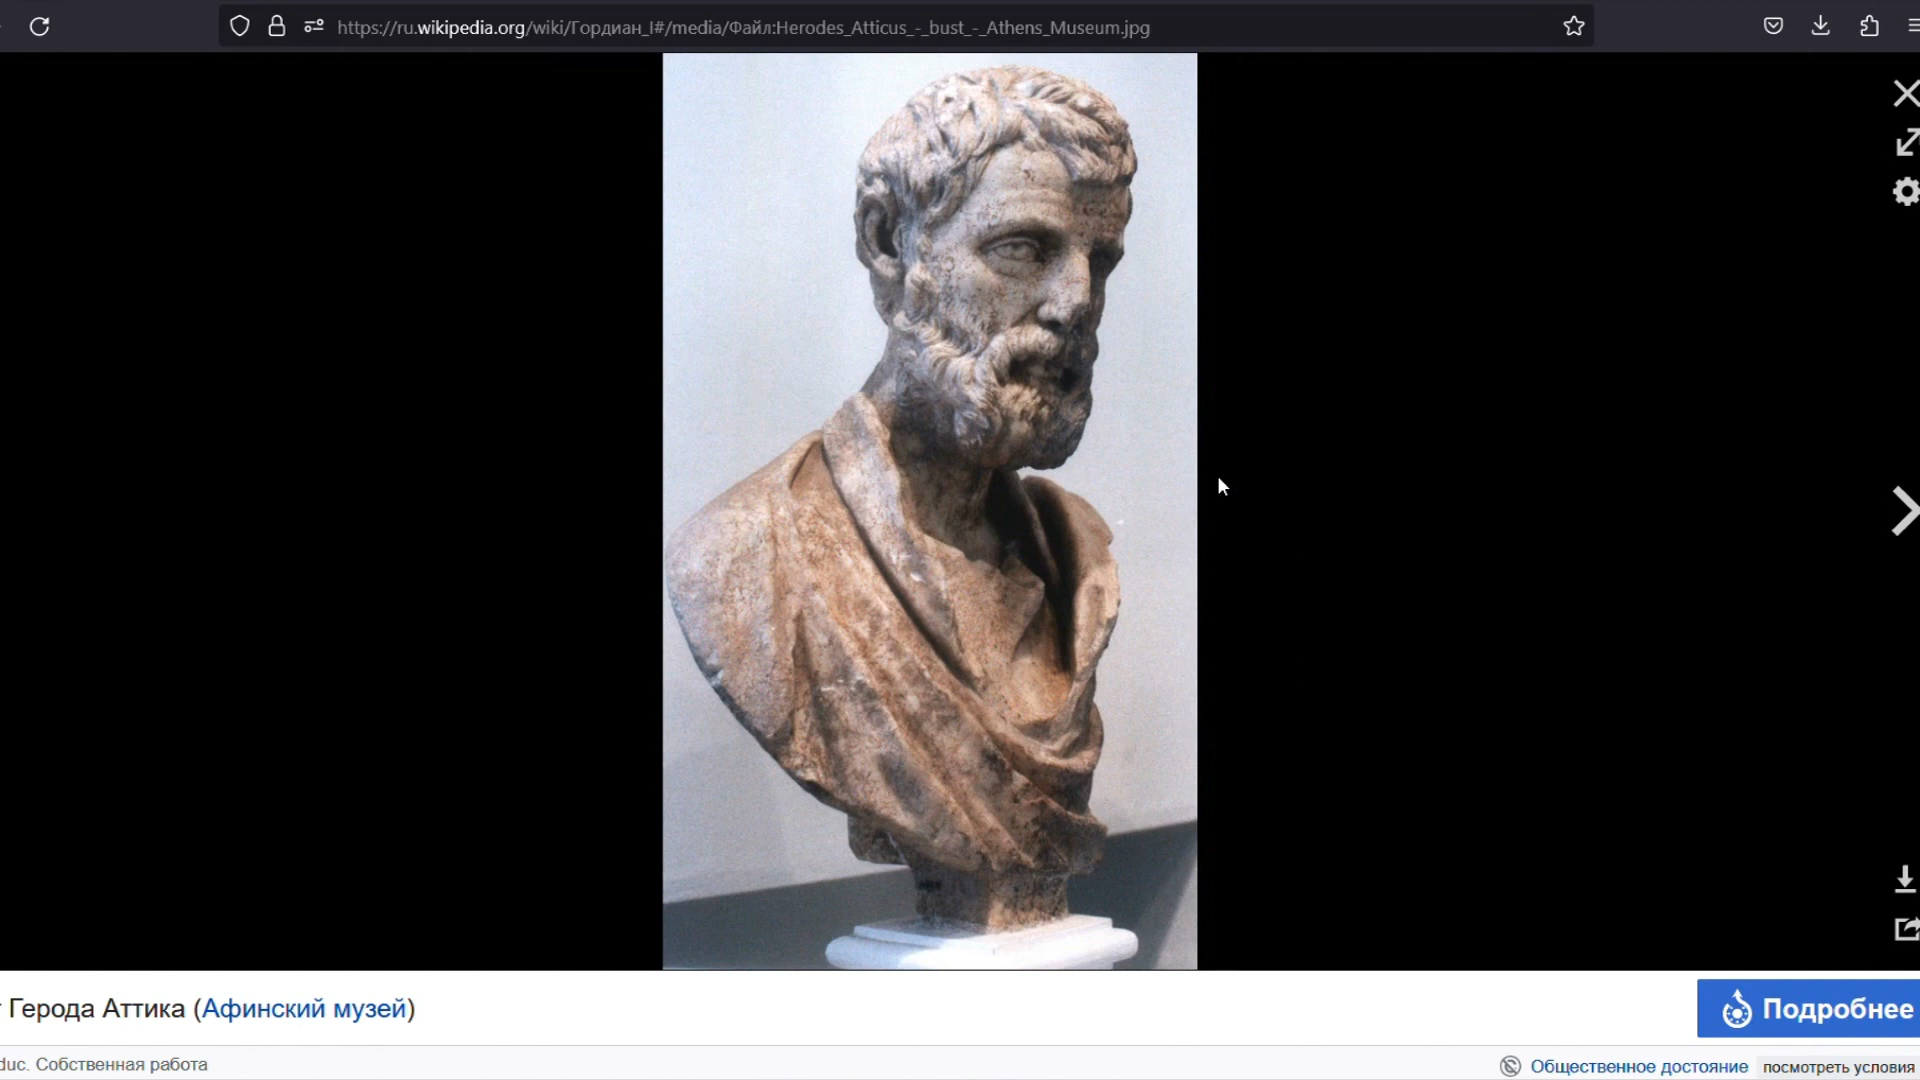 https://ru.wikipedia.org/wiki/Гордиан_I#/media/Файл:Herodes_Atticus_-_bust_-_Athens_Museum.jpg
Герода Аттика (Афинский музей)
Подробнее
duc. Собственная работа
Общественное достояние посмотреть условия